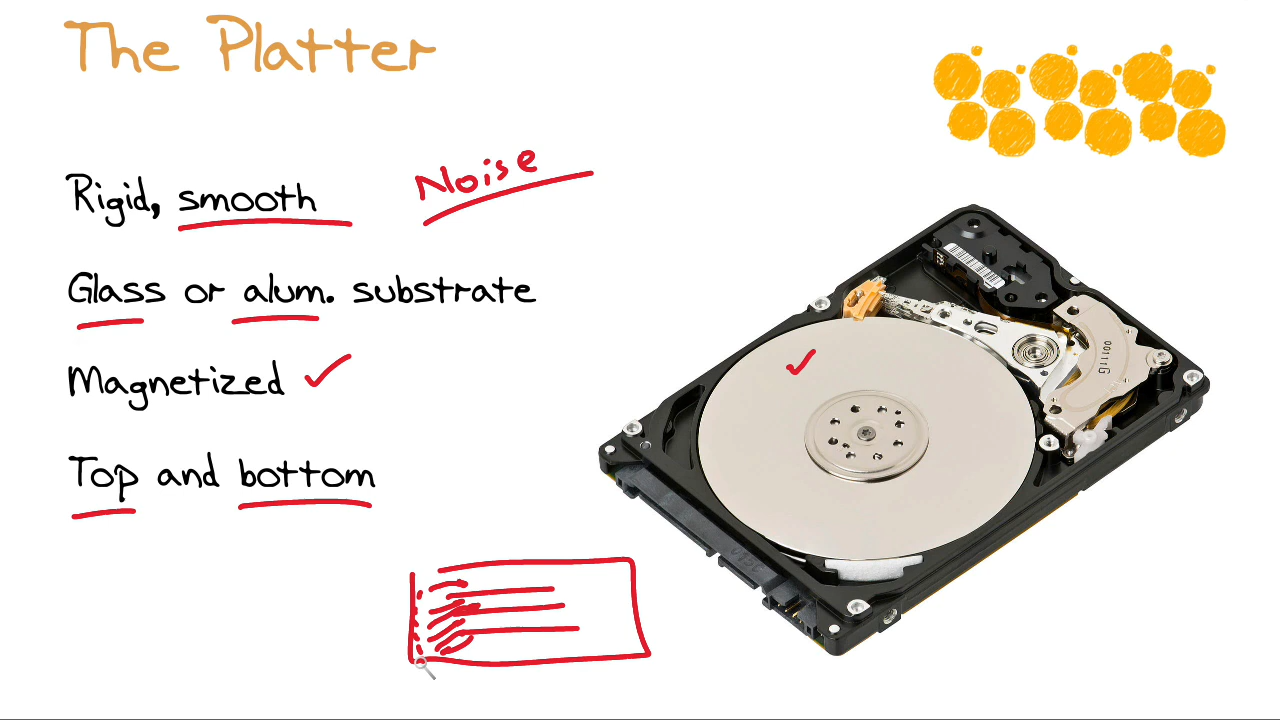 The Platter
Rigid, smooth
Noise
Glass or alum. substrate
Magnetized
Top and bottom